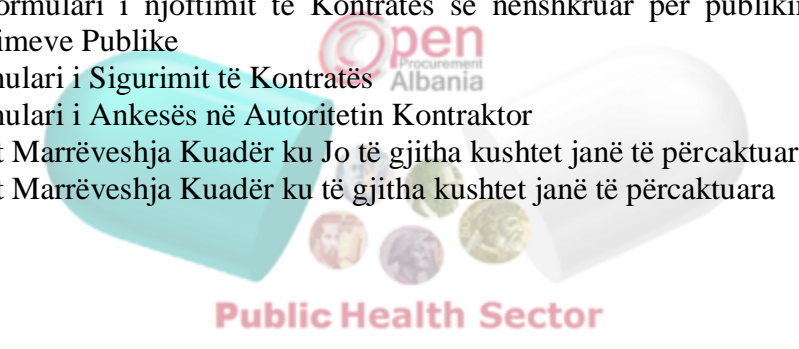 ormulari i njoftimit të Kontratës së nënshkruar për publikim
imeve Publike
ulari i Sigurimit të Kontratës
ulari i Ankesës në Autoritetin Kontraktor
t Marrëveshja Kuadër ku Jo të gjitha kushtet janë të përcaktuar
t Marrëveshja Kuadër ku të gjitha kushtet janë të përcaktuara
Open
Procurement
Albania
Public Health Sector